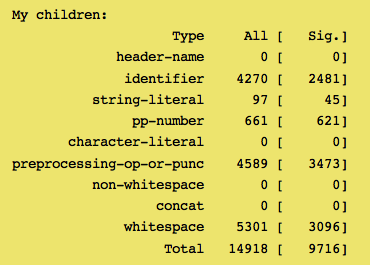 My children:
Type All [ Sig.]
header-name 0 [ 0]
identifier 4270 [ 2481]
string-literal 97 [ 45]
pp-number 661 [ 621]
character-literal 0 [ 0]
preprocessing-op-or-punc 4589 [ 3473]
non-whitespace 0 [ 0]
concat 0 [ 0]
whitespace 5301 [ 3096]
Total 14918 [ 9716]